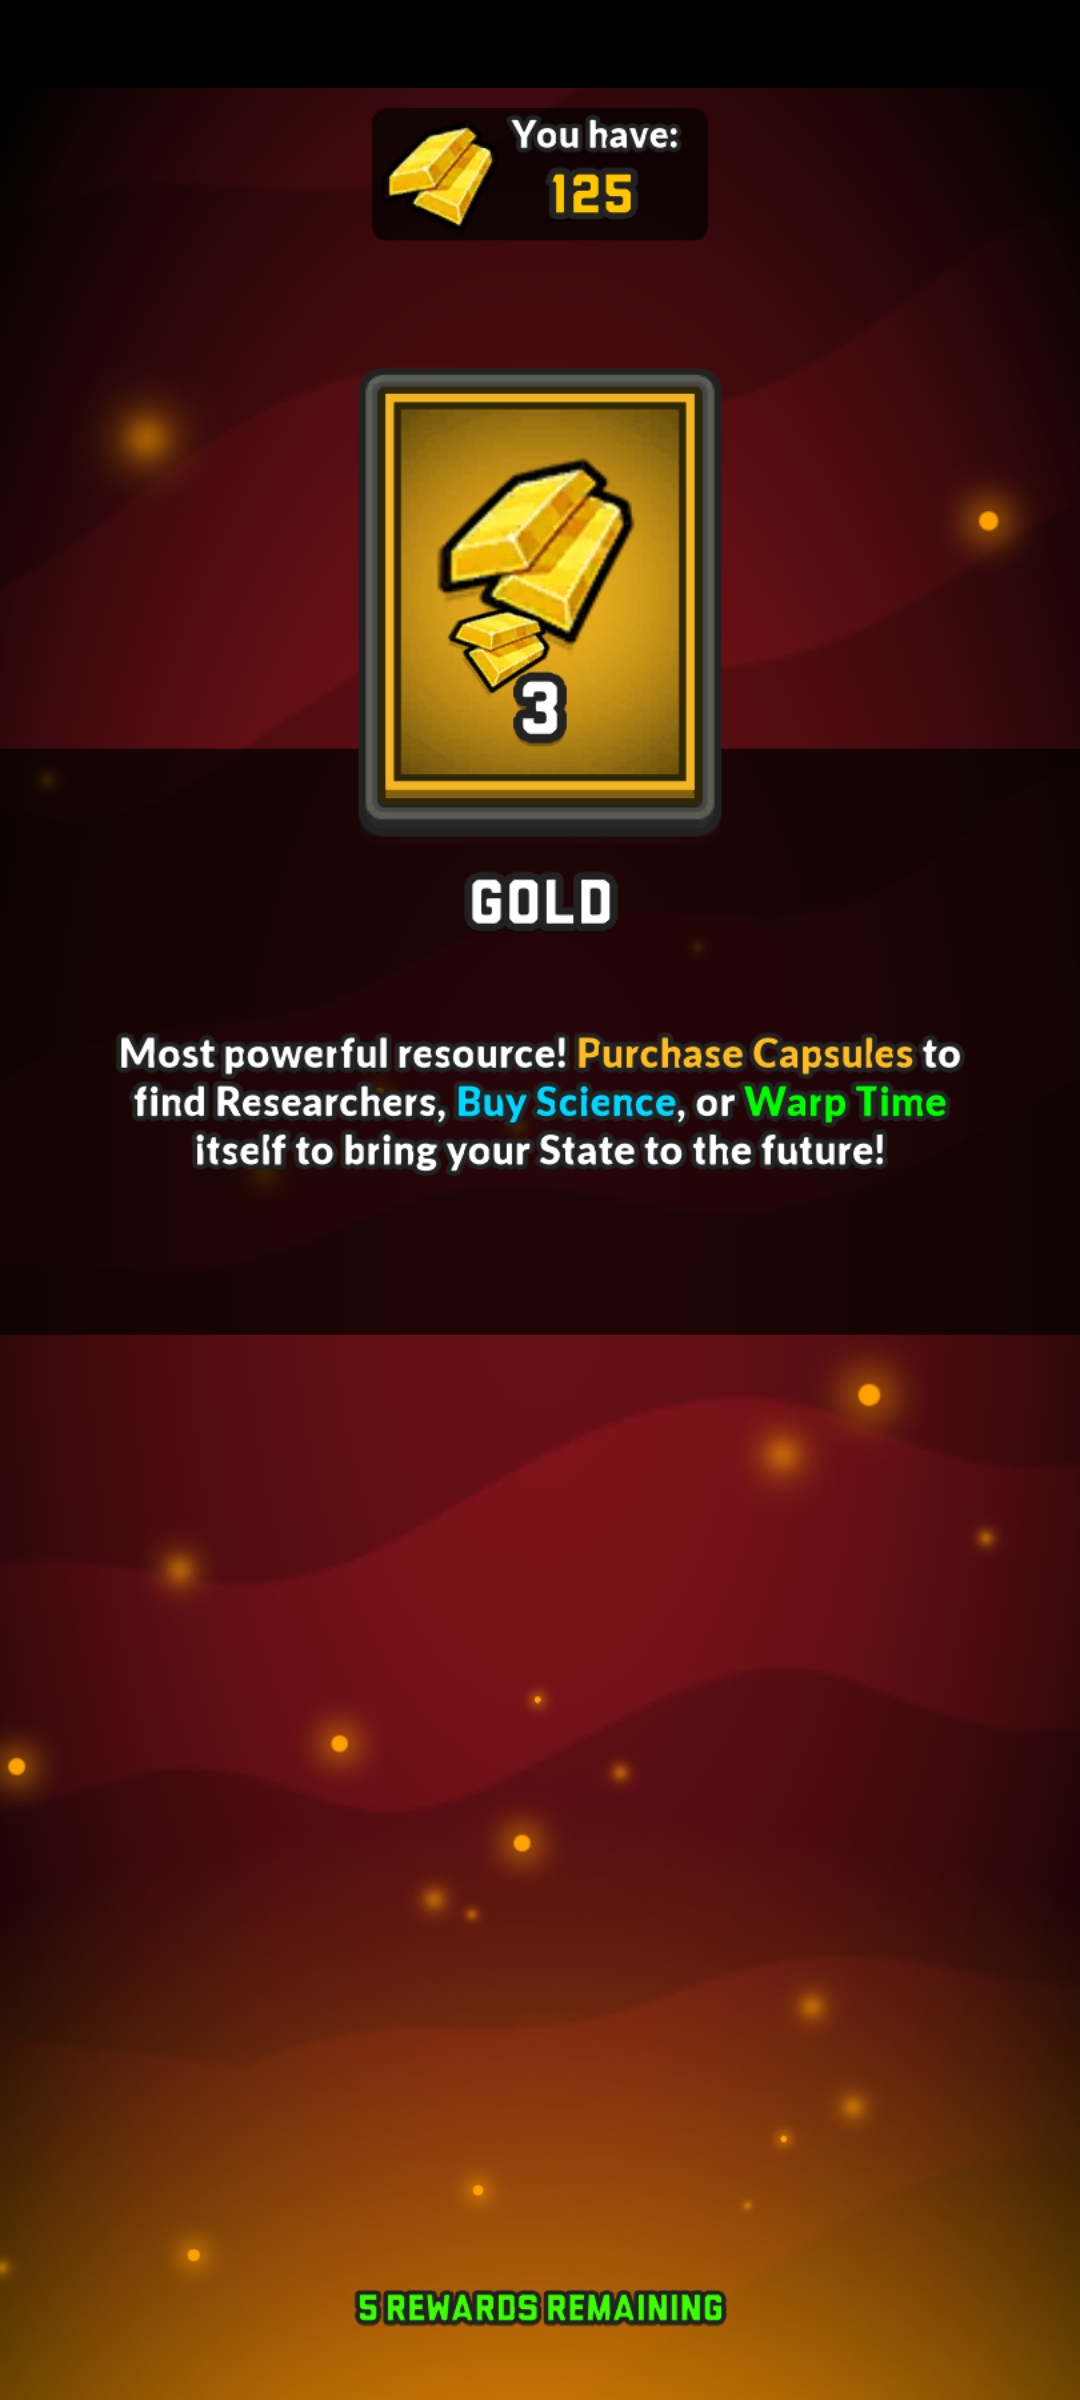 You have:
125
3
GOLD
Most powerful resource! Purchase Capsules to
find Researchers, Buy Science, or Warp Time
itself to bring your State to the future!
5 REWARDS REMAINING